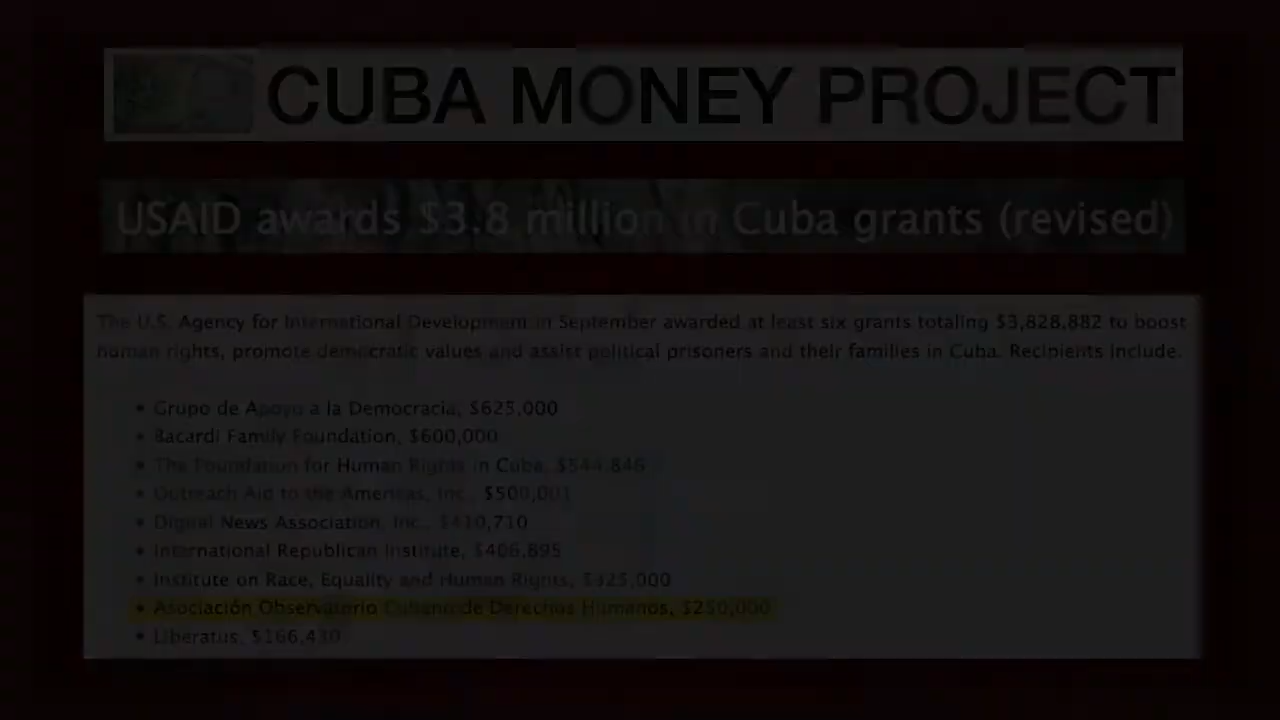 CUBA MONEY PROJECT
USAID awards $3.8 million in Cuba grants (revised)
The U.S. Agency for International Development in September awarded at least six grants totaling $3,828,882 to boost
human rights, promote democratic values and assist political prisoners and their families in Cuba. Recipients include:
• Grupo de Apoyo a la Democracia, $625,000
• Bacardi Family Foundation, $600,000
• The Foundation for Human Rights in Cuba, $544,846
• Outreach Aid to the Americas, Inc., $500,001
• Digital News Association, Inc., $410,710
• International Republican Institute, $406,895
• Institute on Race, Equality and Human Rights, $325,000
• Asociación Observatorio Cubano de Derechos Humanos, $250,000
• Liberatus, $166,430